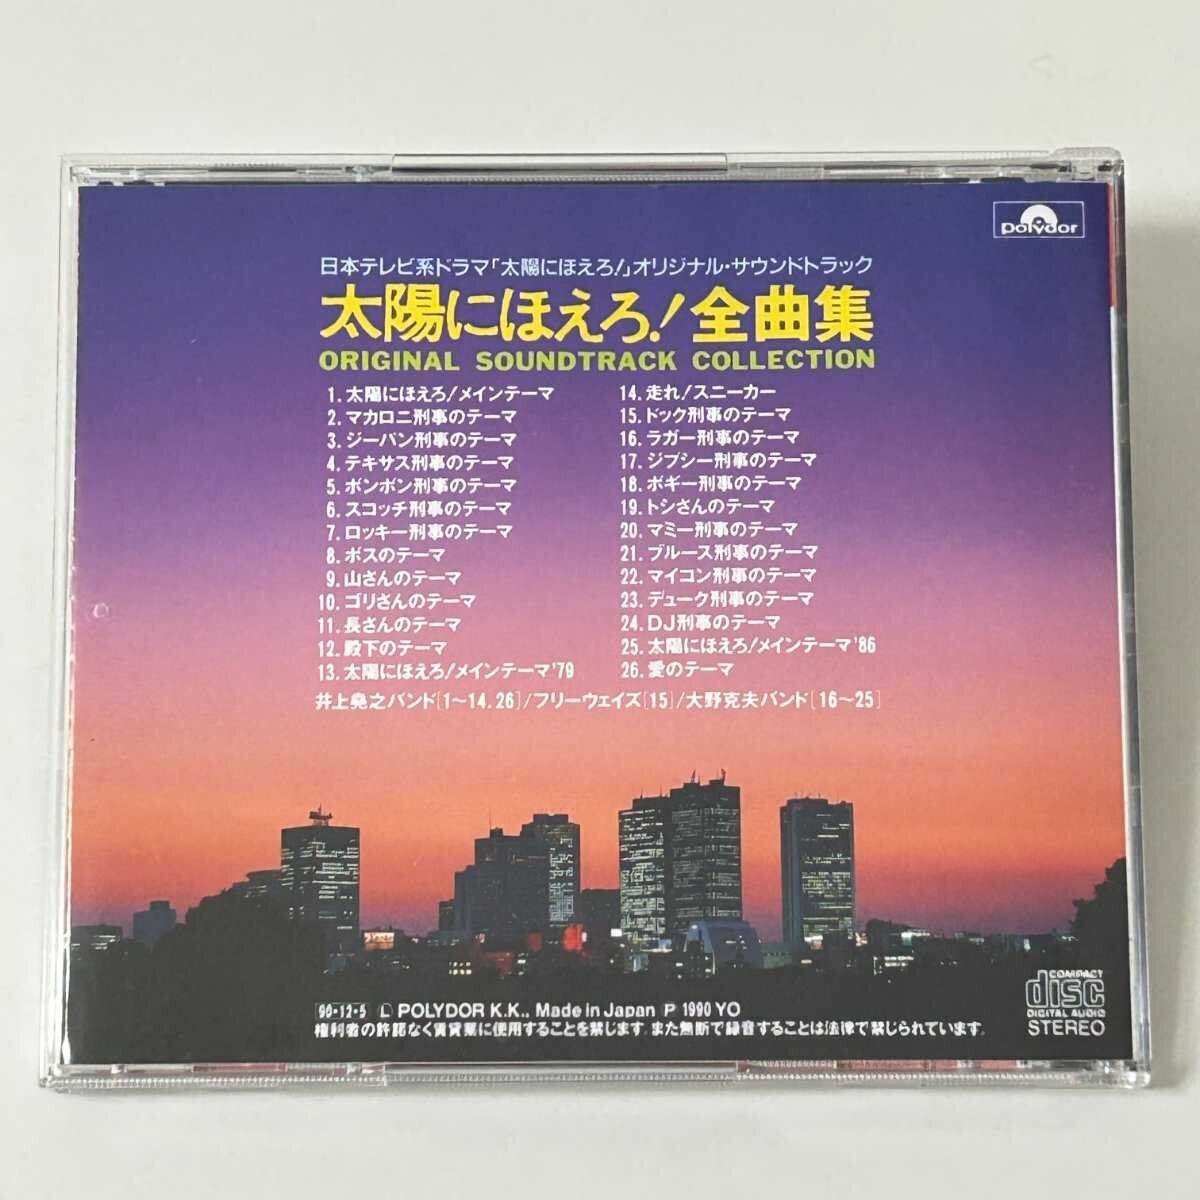 polydor
日本テレビ系ドラマ「太陽にほえろ!」オリジナル・サウンドトラック
太陽にほえろ!全曲集
ORIGINAL SOUNDTRACK COLLECTION
1. 太陽にほえろ!メインテーマ
2. マカロニ刑事のテーマ
3. ジーパン刑事のテーマ
4. テキサス刑事のテーマ
5. ボンボン刑事のテーマ
6. スコッチ刑事のテーマ
7. ロッキー刑事のテーマ
8. ボスのテーマ
9. 山さんのテーマ
10. ゴリさんのテーマ
11. 長さんのテーマ
12. 殿下のテーマ
13. 太陽にほえろ!メインテーマ'79
14. 走れ!スニーカー
15. ドック刑事のテーマ
16. ラガー刑事のテーマ
17. ジプシー刑事のテーマ
18. ボギー刑事のテーマ
19. トシさんのテーマ
20. マミー刑事のテーマ
21. ブルース刑事のテーマ
22. マイコン刑事のテーマ
23. デューク刑事のテーマ
24. DJ刑事のテーマ
25. 太陽にほえろ!メインテーマ'86
26. 愛のテーマ
井上堯之バンド[1~14.26]/フリーウェイズ[15]/大野克夫バンド[16~25]
90・12・5 Ⓛ POLYDOR K.K., Made in Japan Ⓟ 1990 YO
権利者の許諾なく賃貸業に使用することを禁じます。また無断で録音することは法律で禁じられています。
COMPACT
disc
DIGITAL AUDIO
STEREO